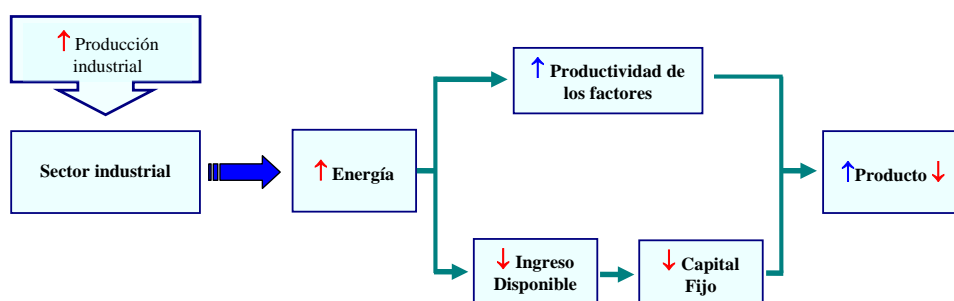 ↑ Producción
industrial
Sector industrial
↑ Energía
↑ Productividad de
los factores
↓ Ingreso
Disponible
↓ Capital
Fijo
↑Producto ↓